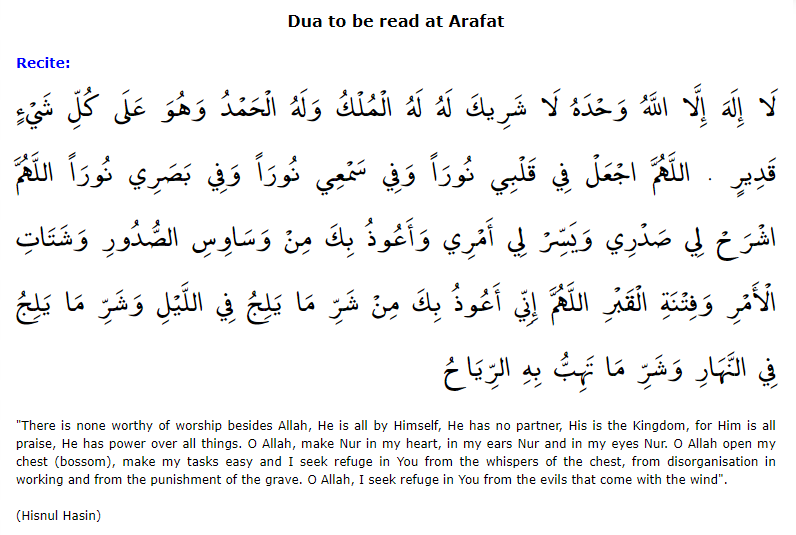 Dua to be read at Arafat
Recite:
لَا إِلَهَ إِلَّا اللَّهُ وَحْدَهُ لَا شَرِيكَ لَهُ لَهُ الْمُلْكُ وَلَهُ الْحَمْدُ وَهُوَ عَلَى كُلِّ شَيْءٍ
قَدِيرٍ . اللَّهُمَّ اجْعَلْ فِي قَلْبِي نُورَاً وَفِي سَمْعِي نُورَاً وَفِي بَصَرِي نُورَاً اللَّهُمَّ
اشْرَحْ لِي صَدْرِي وَيَسِّرْ لِي أَمْرِي وَأَعُوذُ بِكَ مِنْ وَسَاوِسِ الصُّدُورِ وَشَتَاتِ
الْأَمْرِ وَفِتْنَةِ الْقَبْرِ اللَّهُمَّ إِنِّي أَعُوذُ بِكَ مِنْ شَرِّ مَا يَلِجُ فِي اللَّيْلِ وَشَرِّ مَا يَلِجُ
فِي النَّهَارِ وَشَرِّ مَا تَهِبُّ بِهِ الرِّيَاحُ
"There is none worthy of worship besides Allah, He is all by Himself, He has no partner, His is the Kingdom, for Him is all
praise, He has power over all things. O Allah, make Nur in my heart, in my ears Nur and in my eyes Nur. O Allah open my
chest (bossom), make my tasks easy and I seek refuge in You from the whispers of the chest, from disorganisation in
working and from the punishment of the grave. O Allah, I seek refuge in You from the evils that come with the wind".
(Hisnul Hasin)